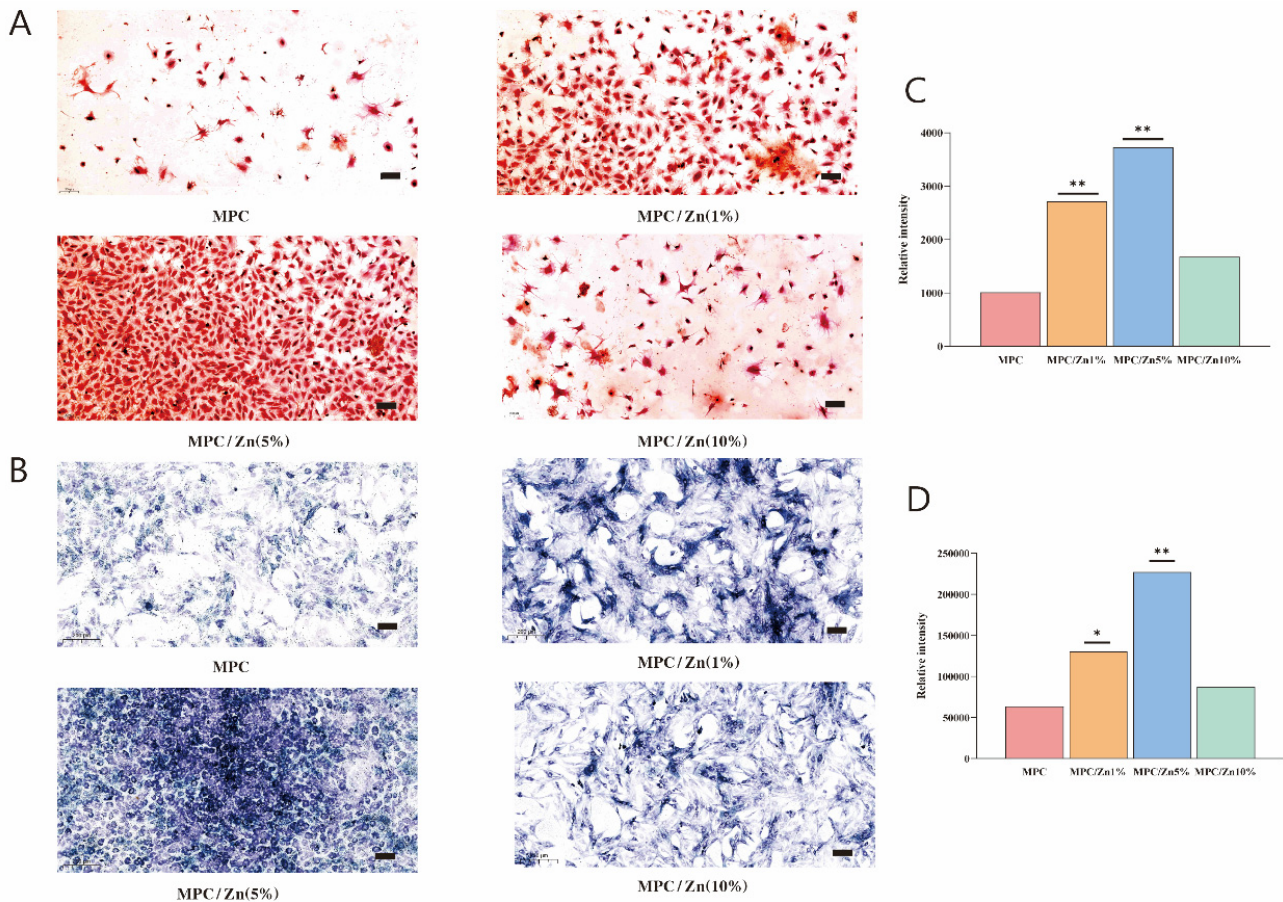 A
MPC
MPC/Zn(1%)
MPC/Zn(5%)
MPC/Zn(10%)
B
MPC
200 μm
MPC/Zn(1%)
MPC/Zn(5%)
MPC/Zn(10%)
C
Relative intensity
4000
3000
2000
1000
0
**
**
MPC
MPC/Zn1%
MPC/Zn5%
MPC/Zn10%
D
Relative intensity
250000
200000
150000
100000
50000
0
*
**
MPC
MPC/Zn1%
MPC/Zn5%
MPC/Zn10%